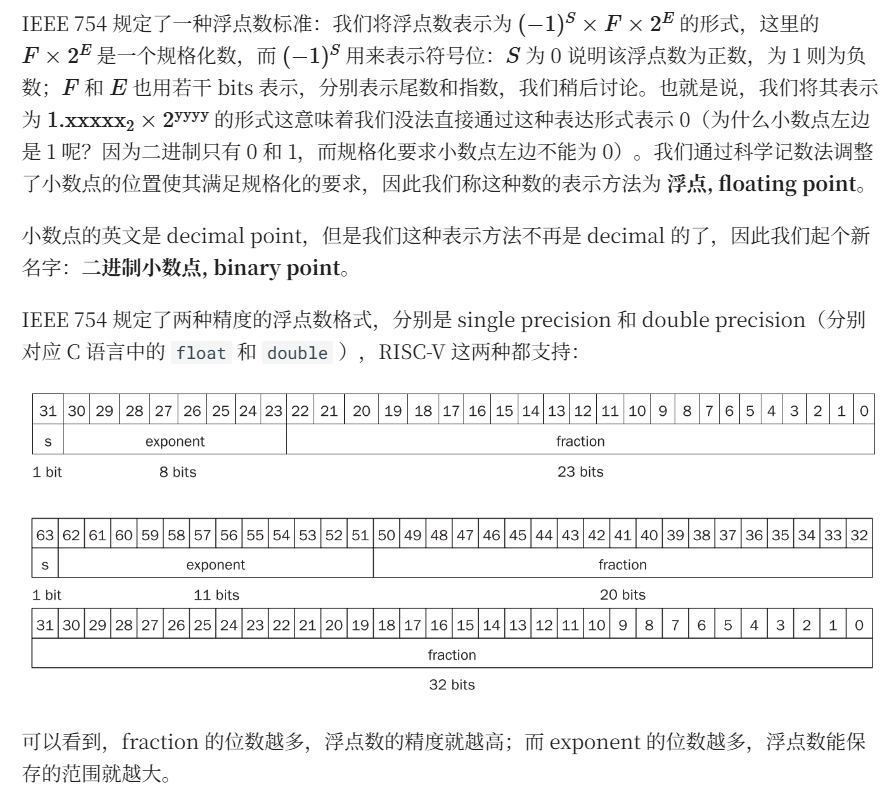 IEEE 754 规定了一种浮点数标准：我们将浮点数表示为 (−1)^S × F × 2^E 的形式，这里的
F × 2^E 是一个规格化数，而 (−1)^S 用来表示符号位：S 为 0 说明该浮点数为正数，为 1 则为负
数；F 和 E 也用若干 bits 表示，分别表示尾数和指数，我们稍后讨论。也就是说，我们将其表示
为 1.xxxxx₂ × 2^yyyy 的形式这意味着我们没法直接通过这种表达形式表示 0（为什么小数点左边
是 1 呢？因为二进制只有 0 和 1，而规格化要求小数点左边不能为 0）。我们通过科学记数法调整
了小数点的位置使其满足规格化的要求，因此我们称这种数的表示方法为 浮点, floating point。
小数点的英文是 decimal point，但是我们这种表示方法不再是 decimal 的了，因此我们起个新
名字：二进制小数点, binary point。
IEEE 754 规定了两种精度的浮点数格式，分别是 single precision 和 double precision（分别
对应 C 语言中的 float 和 double ），RISC-V 这两种都支持：
31 30 29 28 27 26 25 24 23 22 21 20 19 18 17 16 15 14 13 12 11 10 9 8 7 6 5 4 3 2 1 0
s exponent fraction
1 bit 8 bits 23 bits
63 62 61 60 59 58 57 56 55 54 53 52 51 50 49 48 47 46 45 44 43 42 41 40 39 38 37 36 35 34 33 32
s exponent fraction
1 bit 11 bits 20 bits
31 30 29 28 27 26 25 24 23 22 21 20 19 18 17 16 15 14 13 12 11 10 9 8 7 6 5 4 3 2 1 0
fraction
32 bits
可以看到，fraction 的位数越多，浮点数的精度就越高；而 exponent 的位数越多，浮点数能保
存的范围就越大。